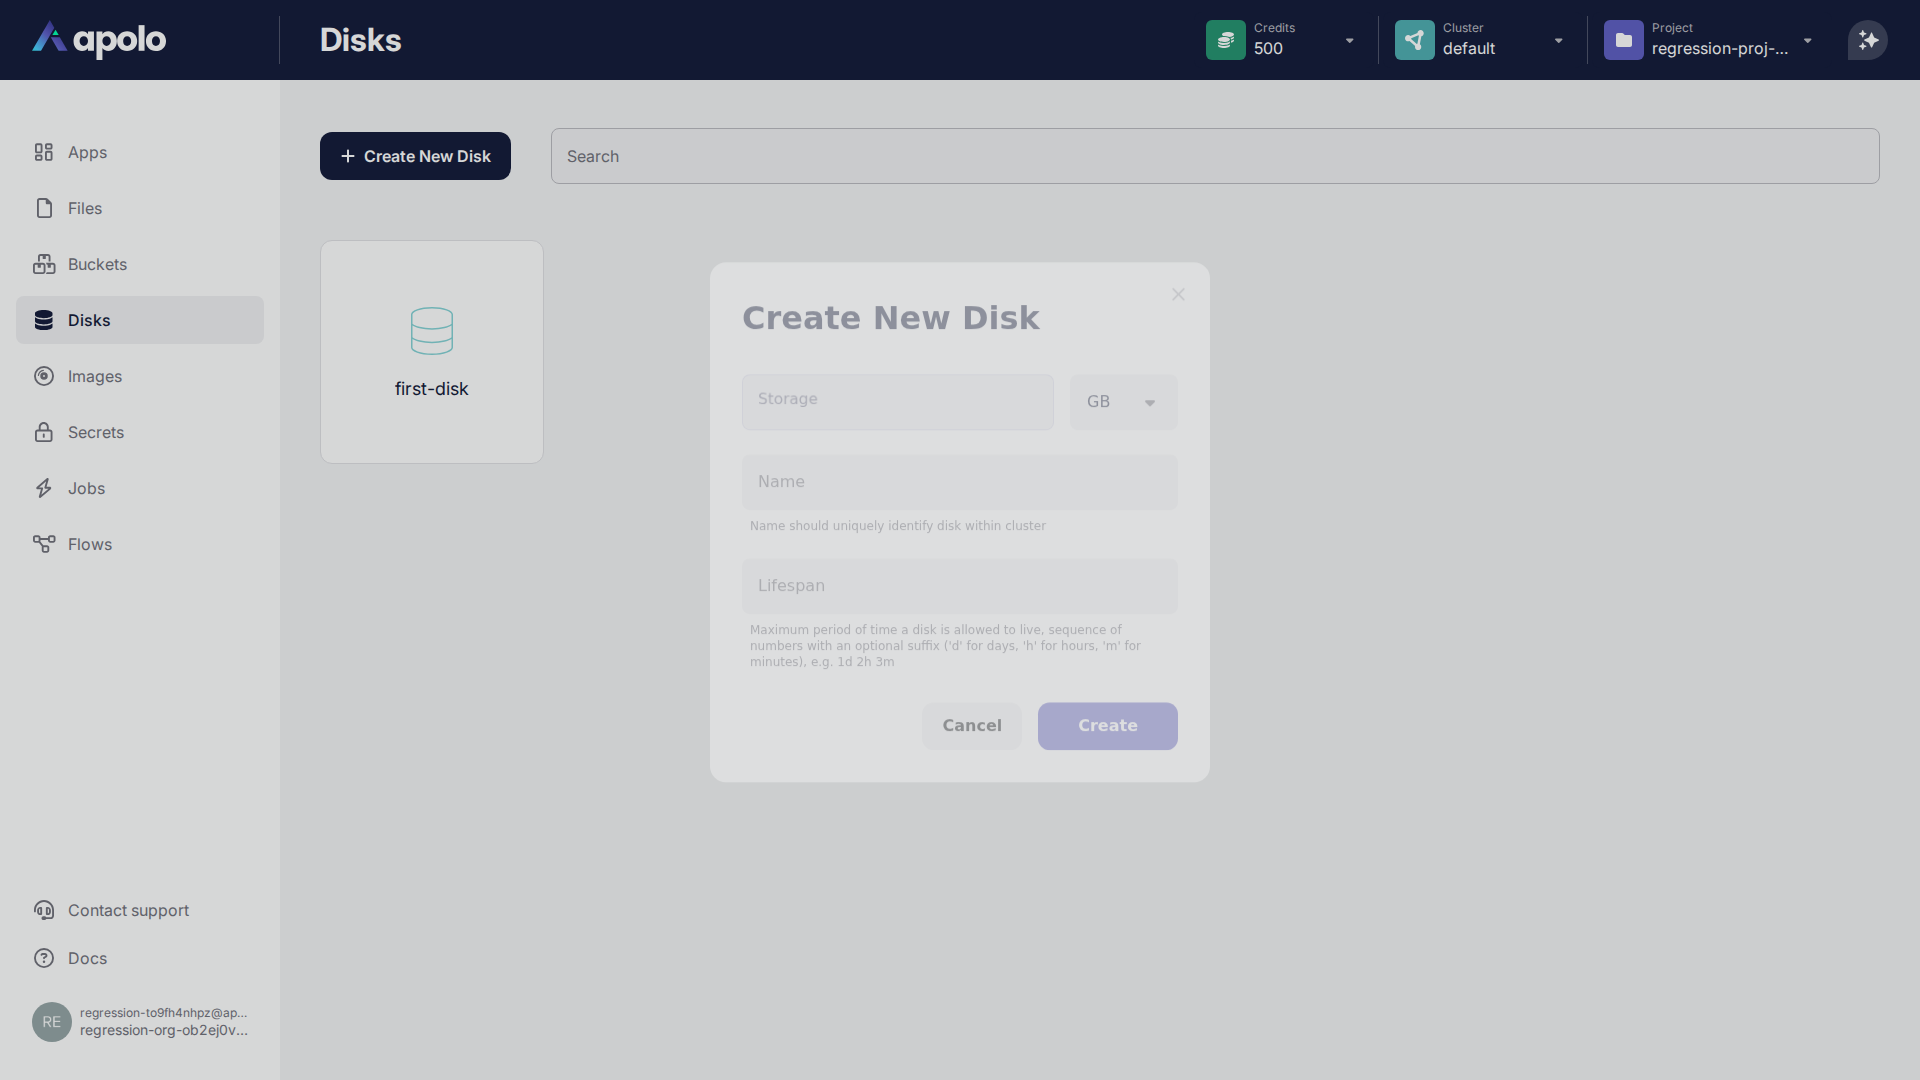 apolo
Disks
Credits
500
Cluster
default
Project
regression-proj-...
Apps
Files
Buckets
Disks
Images
Secrets
Jobs
Flows
Contact support
Docs
RE
regression-to9fh4nhpz@ap...
regression-org-ob2ej0v...
Create New Disk
Search
first-disk
Create New Disk
Storage
GB
Name
Name should uniquely identify disk within cluster
Lifespan
Maximum period of time a disk is allowed to live, sequence of
numbers with an optional suffix ('d' for days, 'h' for hours, 'm' for
minutes), e.g. 1d 2h 3m
Cancel
Create